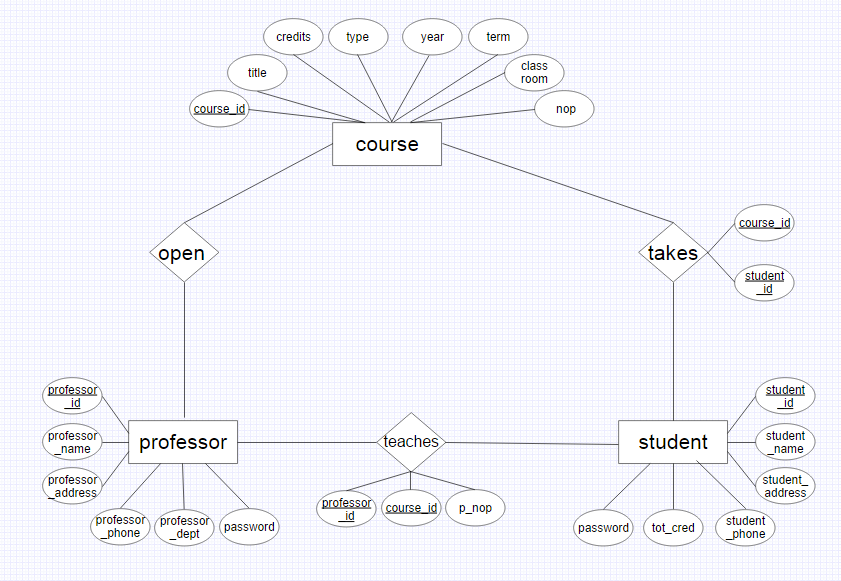 credits
type
year
term
title
class
room
course_id
nop
course
open
takes
course_id
student
_id
professor
_id
professor
_name
professor
_address
professor
teaches
student
student
_id
student
_name
student_
address
professor
_phone
professor
_dept
password
professor
_id
course_id
p_nop
password
tot_cred
student
_phone